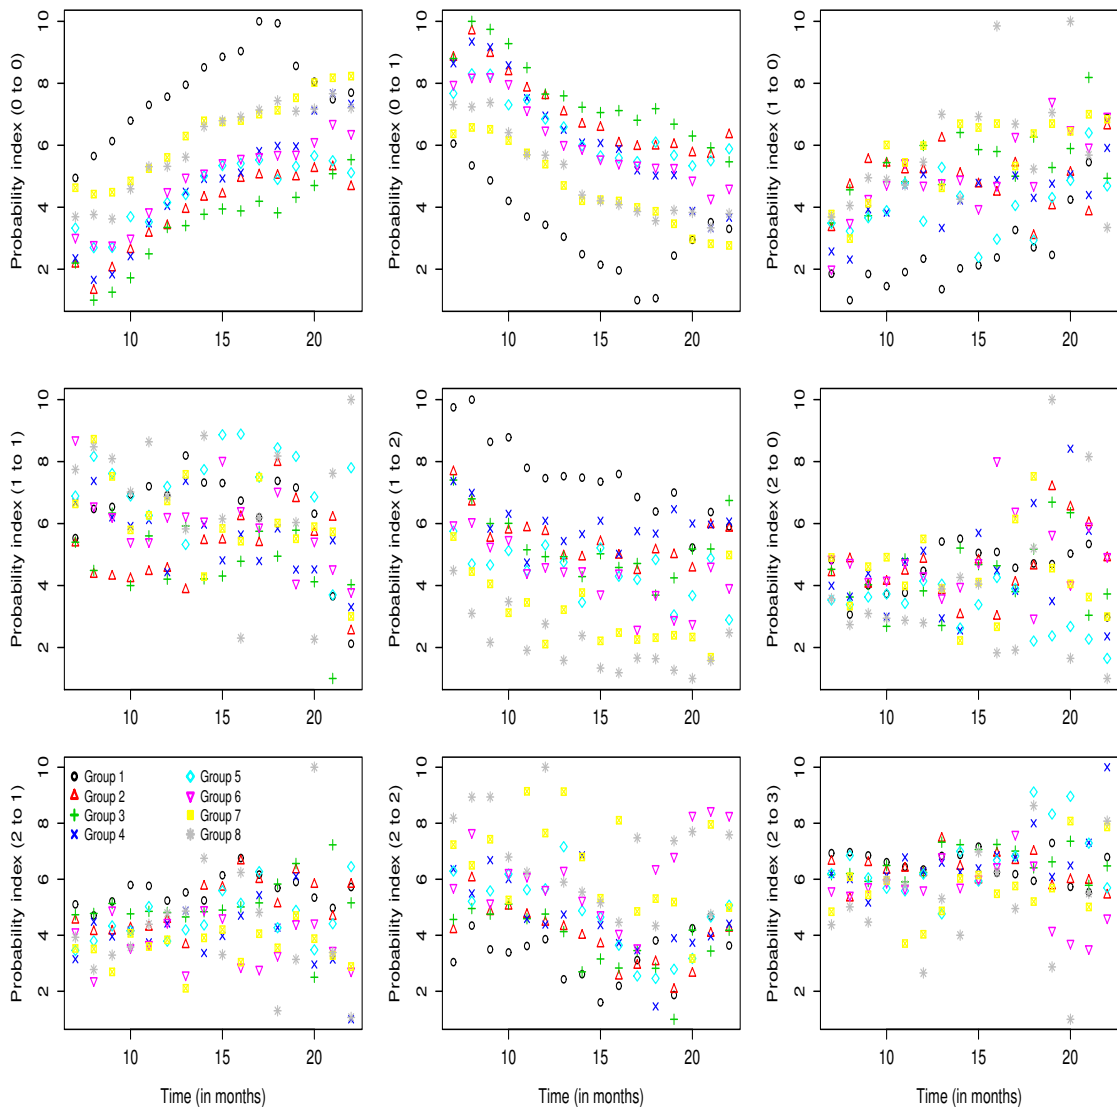 Probability index (0 to 0)
2 4 6 8 10
10 15 20
Probability index (0 to 1)
2 4 6 8 10
10 15 20
Probability index (1 to 0)
2 4 6 8 10
10 15 20
Probability index (1 to 1)
2 4 6 8 10
10 15 20
Probability index (1 to 2)
2 4 6 8 10
10 15 20
Probability index (2 to 0)
2 4 6 8 10
10 15 20
Probability index (2 to 1)
2 4 6 8 10
Group 1
Group 2
Group 3
Group 4
Group 5
Group 6
Group 7
Group 8
10 15 20
Time (in months)
Probability index (2 to 2)
2 4 6 8 10
10 15 20
Time (in months)
Probability index (2 to 3)
2 4 6 8 10
10 15 20
Time (in months)